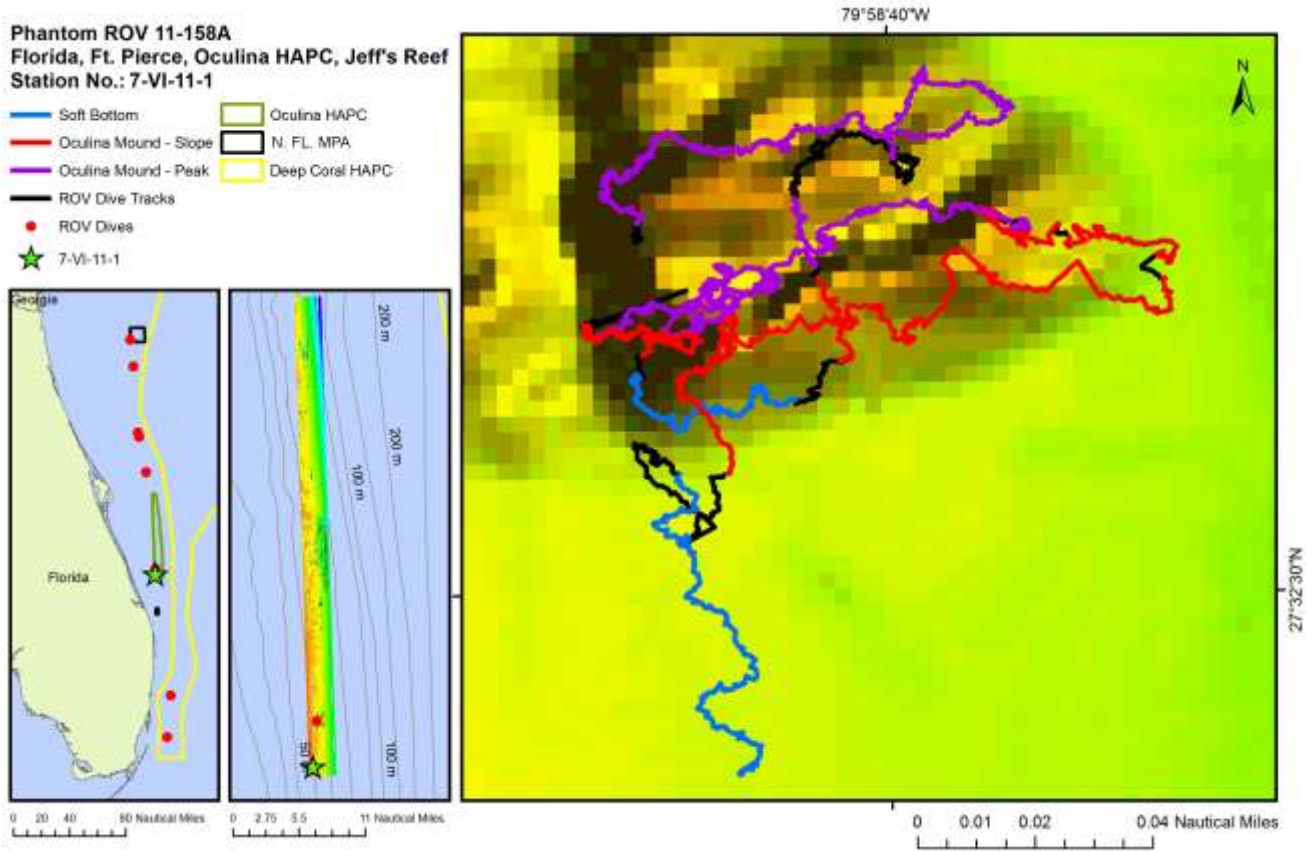 Phantom ROV 11-158A
Florida, Ft. Pierce, Oculina HAPC, Jeff's Reef
Station No.: 7-VI-11-1
Soft Bottom
Oculina HAPC
Oculina Mound - Slope
N. FL. MPA
Oculina Mound - Peak
Deep Coral HAPC
ROV Dive Tracks
ROV Dives
7-VI-11-1
Georgia
Florida
0 20 40 80 Nautical Miles
200 m
200 m
100 m
50 m
100 m
0 2.75 5.5 11 Nautical Miles
79°58'40"W
N
27°32'30"N
0 0.01 0.02 0.04 Nautical Miles